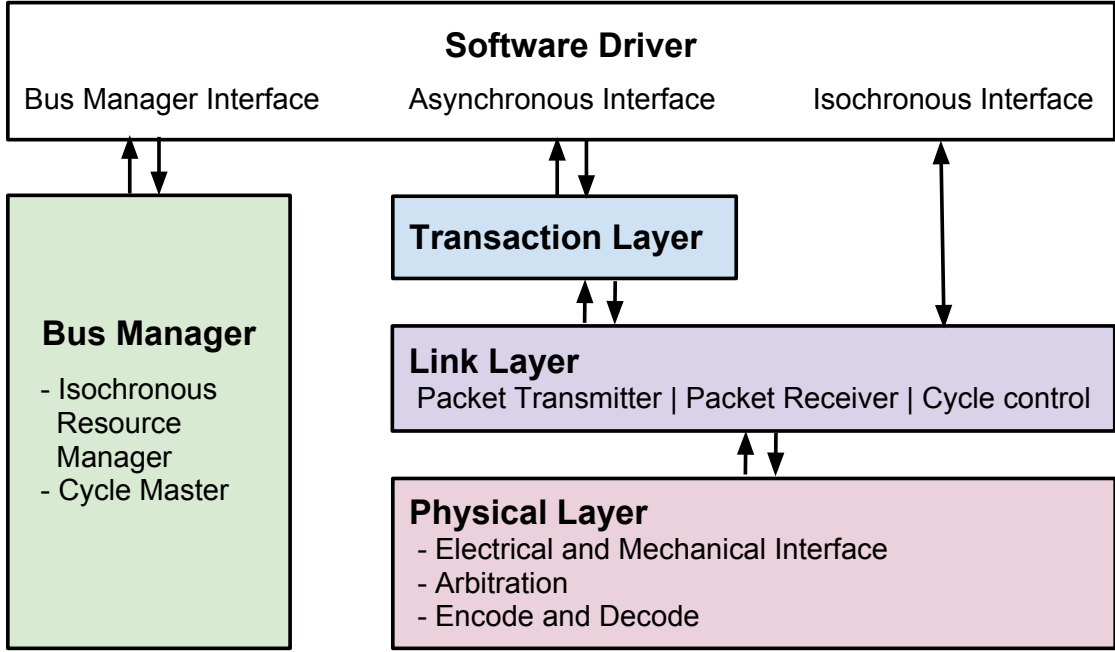 Software Driver
Bus Manager Interface
Asynchronous Interface
Isochronous Interface
Bus Manager
- Isochronous
Resource
Manager
- Cycle Master
Transaction Layer
Link Layer
Packet Transmitter | Packet Receiver | Cycle control
Physical Layer
- Electrical and Mechanical Interface
- Arbitration
- Encode and Decode